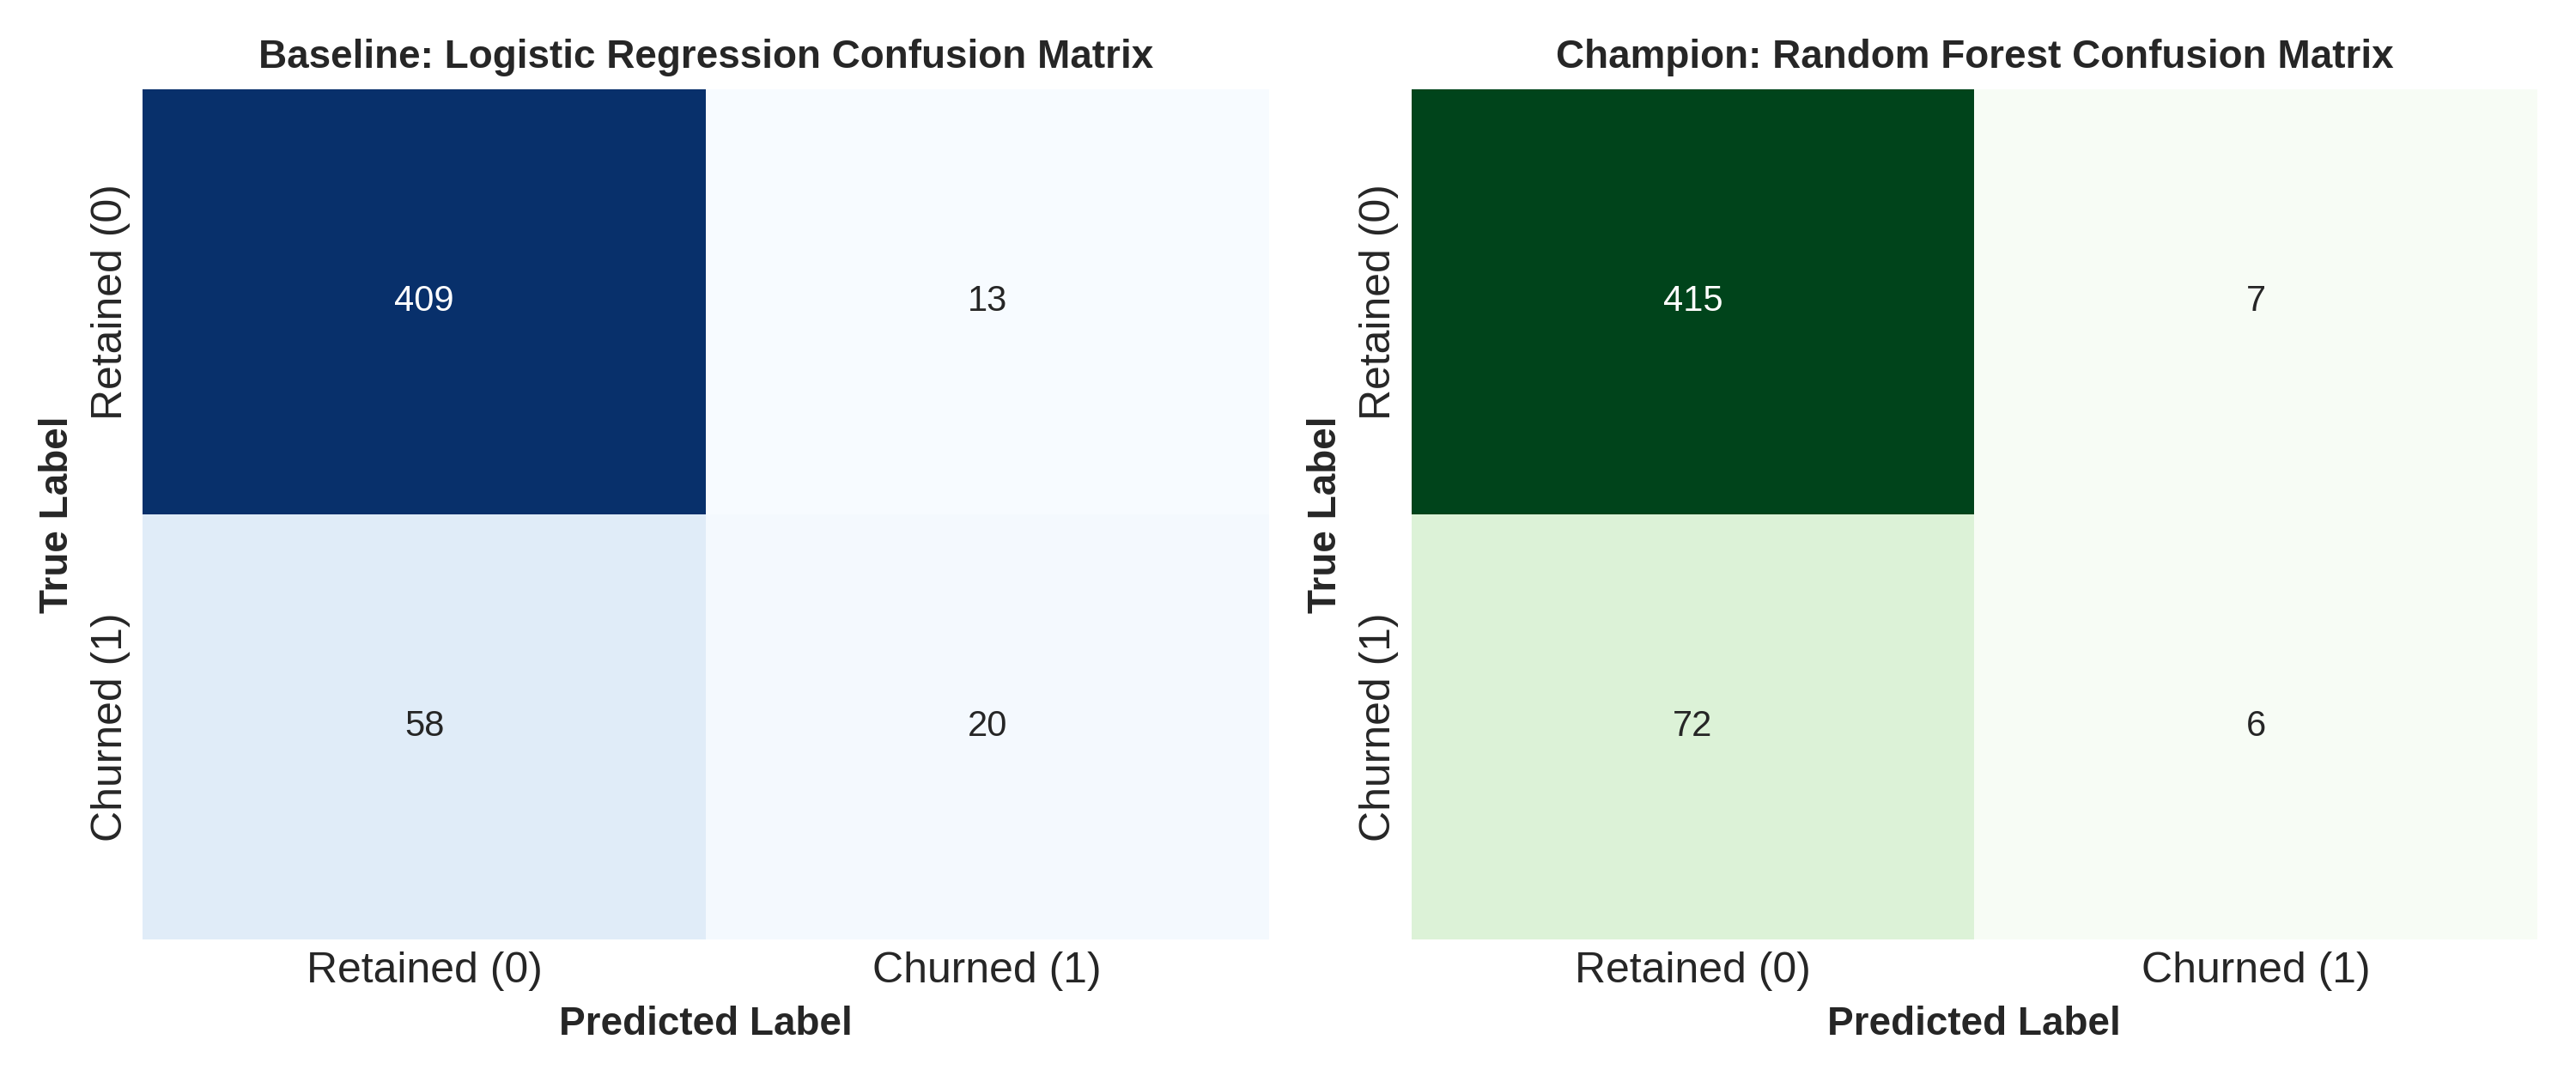 Baseline: Logistic Regression Confusion Matrix
True Label
Retained (0)
Churned (1)
409
13
58
20
Retained (0)
Churned (1)
Predicted Label
Champion: Random Forest Confusion Matrix
True Label
Retained (0)
Churned (1)
415
7
72
6
Retained (0)
Churned (1)
Predicted Label